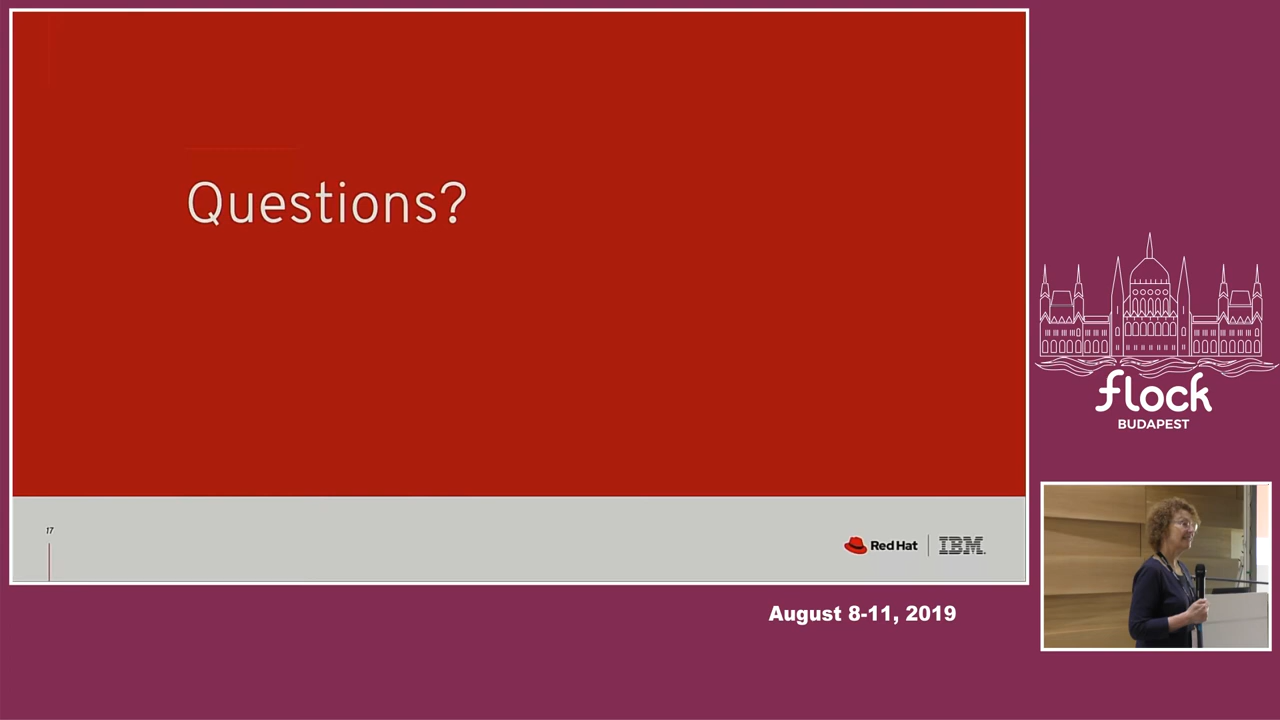 Questions?
17
Red Hat
IBM.
flock
BUDAPEST
August 8-11, 2019